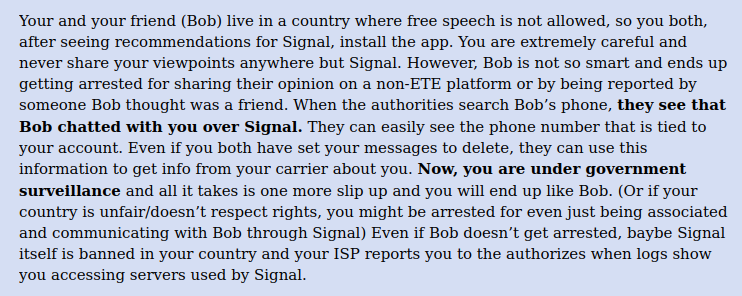 Your and your friend (Bob) live in a country where free speech is not allowed, so you both,
after seeing recommendations for Signal, install the app. You are extremely careful and
never share your viewpoints anywhere but Signal. However, Bob is not so smart and ends up
getting arrested for sharing their opinion on a non-ETE platform or by being reported by
someone Bob thought was a friend. When the authorities search Bob’s phone, they see that
Bob chatted with you over Signal. They can easily see the phone number that is tied to
your account. Even if you both have set your messages to delete, they can use this
information to get info from your carrier about you. Now, you are under government
surveillance and all it takes is one more slip up and you will end up like Bob. (Or if your
country is unfair/doesn’t respect rights, you might be arrested for even just being associated
and communicating with Bob through Signal) Even if Bob doesn’t get arrested, baybe Signal
itself is banned in your country and your ISP reports you to the authorizes when logs show
you accessing servers used by Signal.